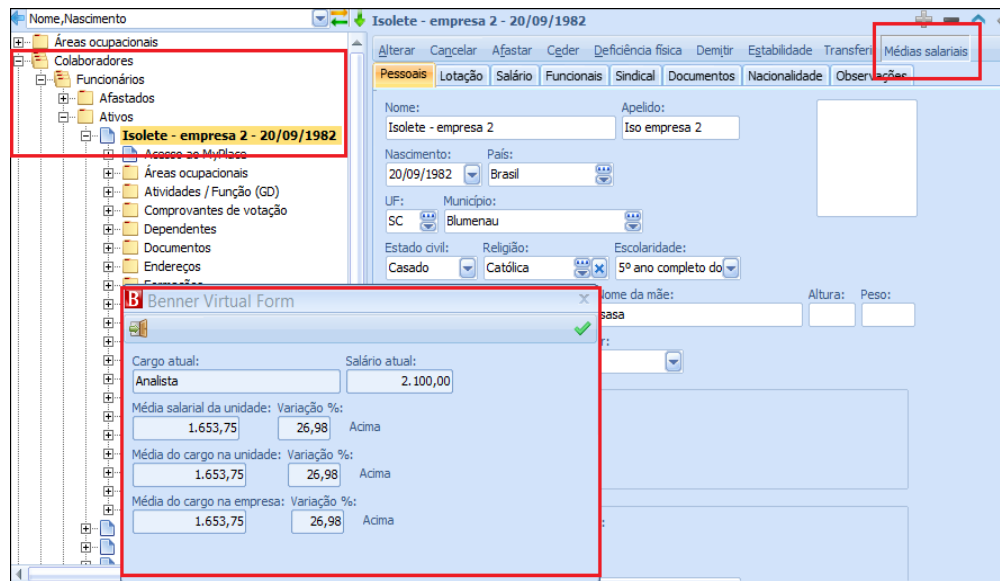 Nome,Nascimento
Áreas ocupacionais
Colaboradores
Funcionários
Afastados
Ativos
Isolete - empresa 2 - 20/09/1982
Acesso ao MyPlace
Áreas ocupacionais
Atividades / Função (GD)
Comprovantes de votação
Dependentes
Documentos
Endereços
Formações
Isolete - empresa 2 - 20/09/1982
Alterar Cancelar Afastar Ceder Deficiência física Demitir Estabilidade Transferi Médias salariais
Pessoais Lotação Salário Funcionais Sindical Documentos Nacionalidade Observações
Nome: Apelido:
Isolete - empresa 2 Iso empresa 2
Nascimento: País:
20/09/1982 Brasil
UF: Município:
SC Blumenau
Estado civil: Religião: Escolaridade:
Casado Católica 5º ano completo do
Nome da mãe: Altura: Peso:
sasa
r:
:
B Benner Virtual Form
Cargo atual: Salário atual:
Analista 2.100,00
Média salarial da unidade: Variação %:
1.653,75 26,98 Acima
Média do cargo na unidade: Variação %:
1.653,75 26,98 Acima
Média do cargo na empresa: Variação %:
1.653,75 26,98 Acima